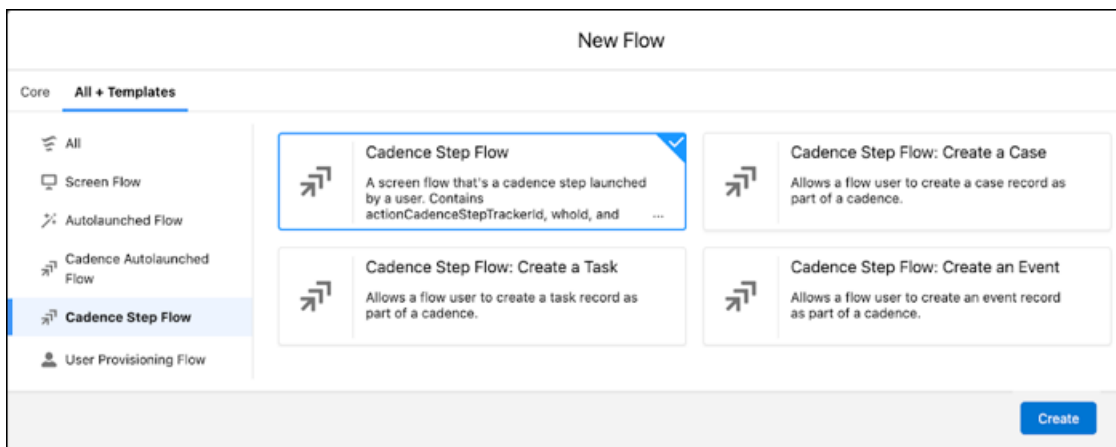 New Flow
Core All + Templates
All
Screen Flow
Autolaunched Flow
Cadence Autolaunched
Flow
Cadence Step Flow
User Provisioning Flow
Cadence Step Flow
A screen flow that's a cadence step launched
by a user. Contains
actionCadenceStepTrackerId, whoId, and ...
Cadence Step Flow: Create a Case
Allows a flow user to create a case record as
part of a cadence.
Cadence Step Flow: Create a Task
Allows a flow user to create a task record as
part of a cadence.
Cadence Step Flow: Create an Event
Allows a flow user to create an event record
as part of a cadence.
Create